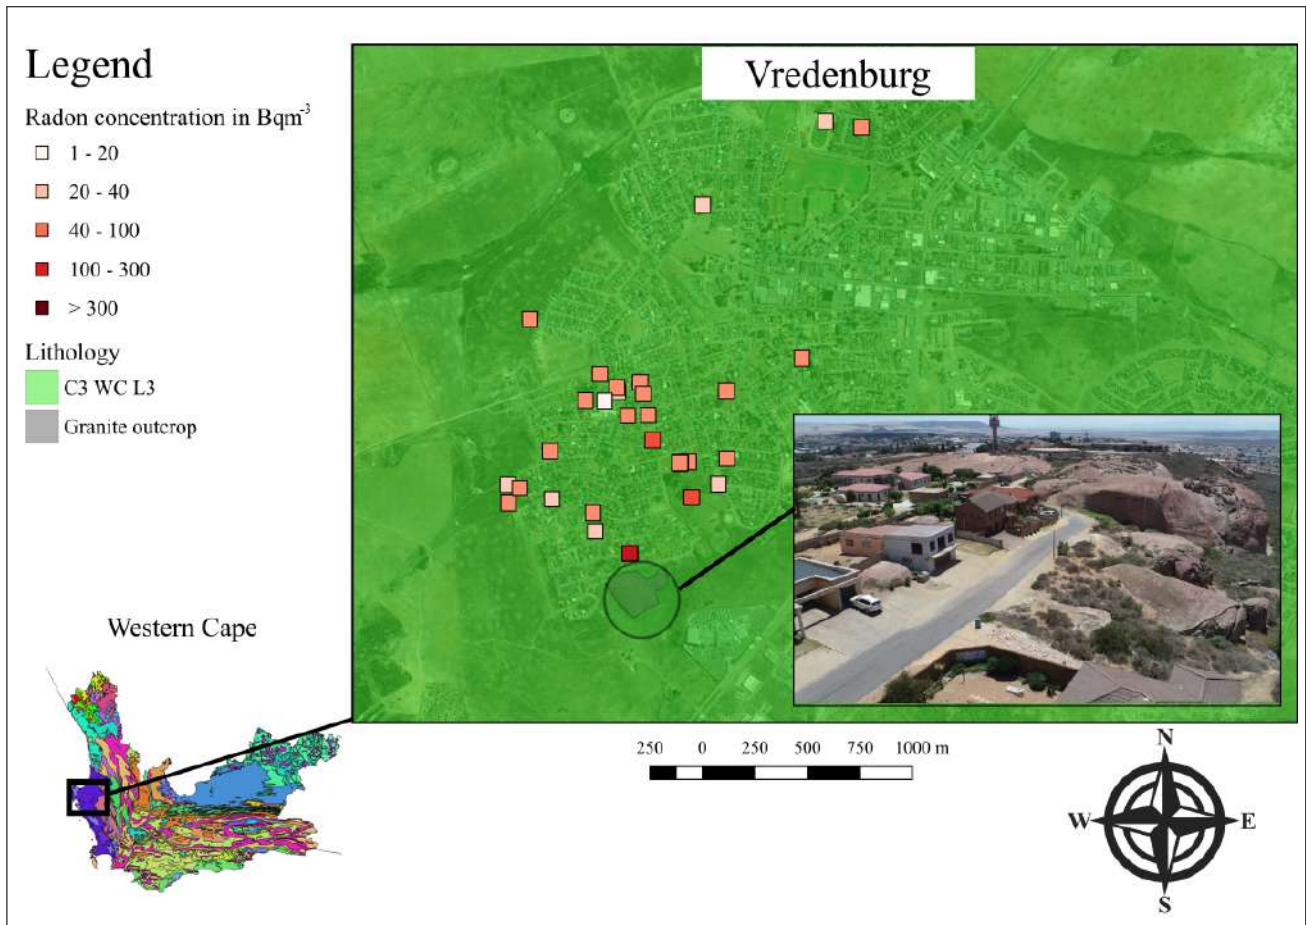 Legend
Radon concentration in Bqm⁻³
1 - 20
20 - 40
40 - 100
100 - 300
> 300
Lithology
C3 WC L3
Granite outcrop
Vredenburg
Western Cape
250 0 250 500 750 1000 m
N
W E
S